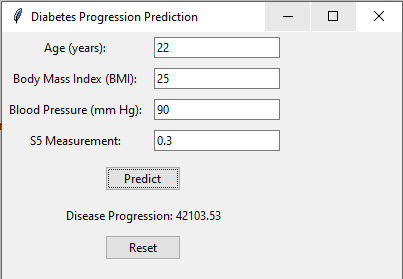 Diabetes Progression Prediction
Age (years): 22
Body Mass Index (BMI): 25
Blood Pressure (mm Hg): 90
S5 Measurement: 0.3
Predict
Disease Progression: 42103.53
Reset